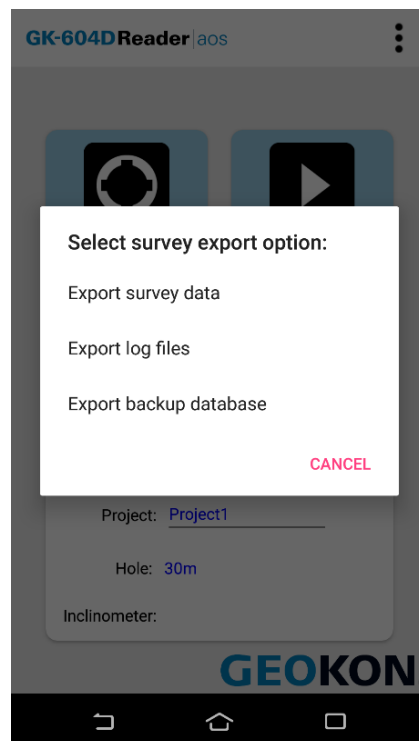 GK-604DReader|aos
Select survey export option:
Export survey data
Export log files
Export backup database
CANCEL
Project: Project1
Hole: 30m
Inclinometer:
GEOKON